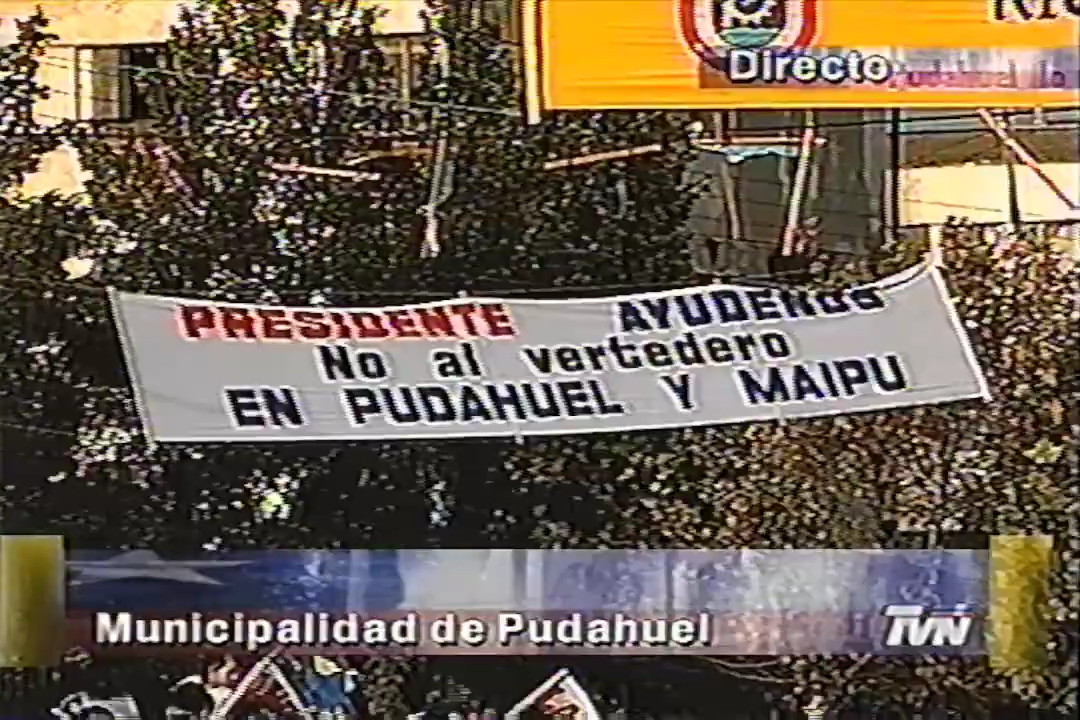 Directo
PRESIDENTE AYUDENOS
No al vertedero
EN PUDAHUEL Y MAIPU
Municipalidad de Pudahuel
TVN